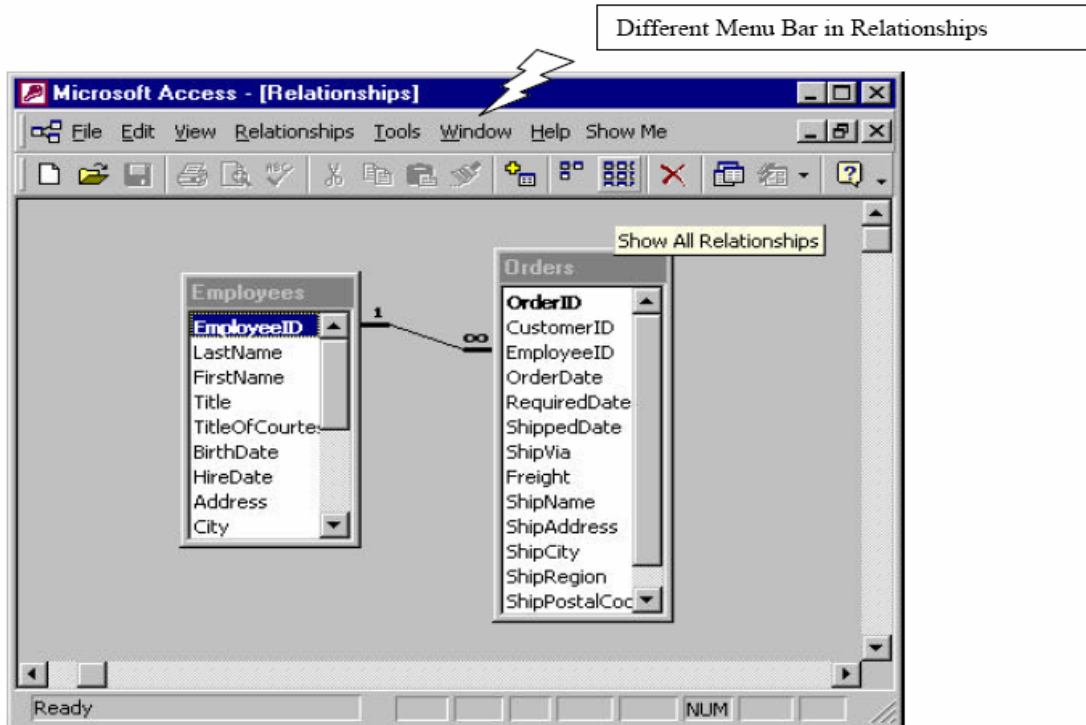 Different Menu Bar in Relationships
Microsoft Access - [Relationships]
File Edit View Relationships Tools Window Help Show Me
ABC
Show All Relationships
Employees
EmployeeID
LastName
FirstName
Title
TitleOfCourtes
BirthDate
HireDate
Address
City
1
∞
Orders
OrderID
CustomerID
EmployeeID
OrderDate
RequiredDate
ShippedDate
ShipVia
Freight
ShipName
ShipAddress
ShipCity
ShipRegion
ShipPostalCoc
Ready
NUM